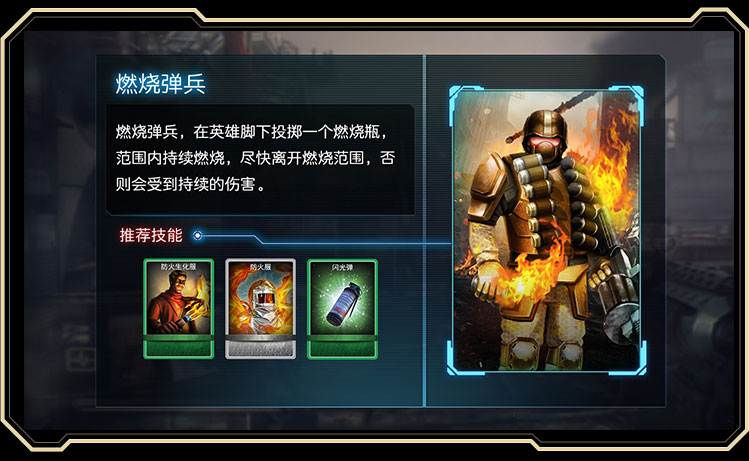 燃烧弹兵
燃烧弹兵，在英雄脚下投掷一个燃烧瓶，
范围内持续燃烧，尽快离开燃烧范围，否
则会受到持续的伤害。
推荐技能
防火生化服
防火服
闪光弹